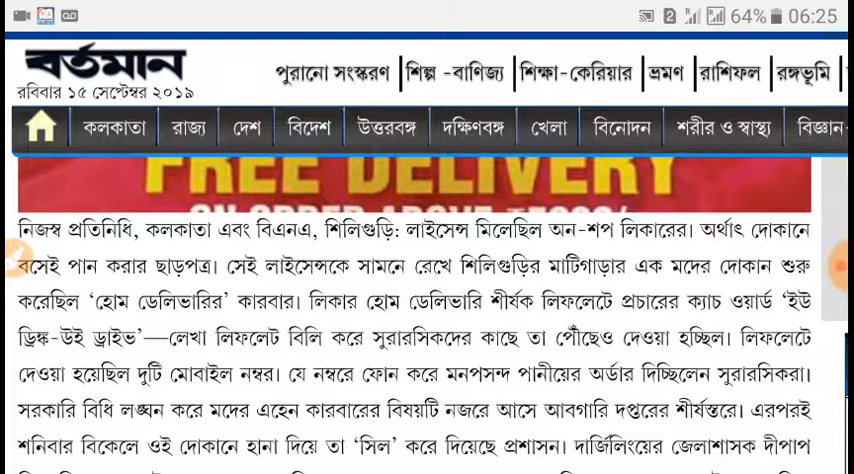 64% 06:25
বর্তমান
রবিবার ১৫ সেপ্টেম্বর ২০১৯
পুরানো সংস্করণ শিল্প -বাণিজ্য শিক্ষা-কেরিয়ার ভ্রমণ রাশিফল রঙ্গভূমি
কলকাতা রাজ্য দেশ বিদেশ উত্তরবঙ্গ দক্ষিণবঙ্গ খেলা বিনোদন শরীর ও স্বাস্থ্য বিজ্ঞান-
FREE DELIVERY
নিজস্ব প্রতিনিধি, কলকাতা এবং বিএনএ, শিলিগুড়ি: লাইসেন্স মিলেছিল অন-শপ লিকারের। অর্থাৎ দোকানে
বসেই পান করার ছাড়পত্র। সেই লাইসেন্সকে সামনে রেখে শিলিগুড়ির মাটিগাড়ার এক মদের দোকান শুরু
করেছিল ‘হোম ডেলিভারির’ কারবার। লিকার হোম ডেলিভারি শীর্ষক লিফলেটে প্রচারের ক্যাচ ওয়ার্ড ‘ইউ
ড্রিঙ্ক-উই ড্রাইভ’—লেখা লিফলেট বিলি করে সুরারসিকদের কাছে তা পৌঁছেও দেওয়া হচ্ছিল। লিফলেটে
দেওয়া হয়েছিল দুটি মোবাইল নম্বর। যে নম্বরে ফোন করে মনপসন্দ পানীয়ের অর্ডার দিচ্ছিলেন সুরারসিকরা।
সরকারি বিধি লঙ্ঘন করে মদের এহেন কারবারের বিষয়টি নজরে আসে আবগারি দপ্তরের শীর্ষস্তরে। এরপরই
শনিবার বিকেলে ওই দোকানে হানা দিয়ে তা ‘সিল’ করে দিয়েছে প্রশাসন। দার্জিলিংয়ের জেলাশাসক দীপাপ